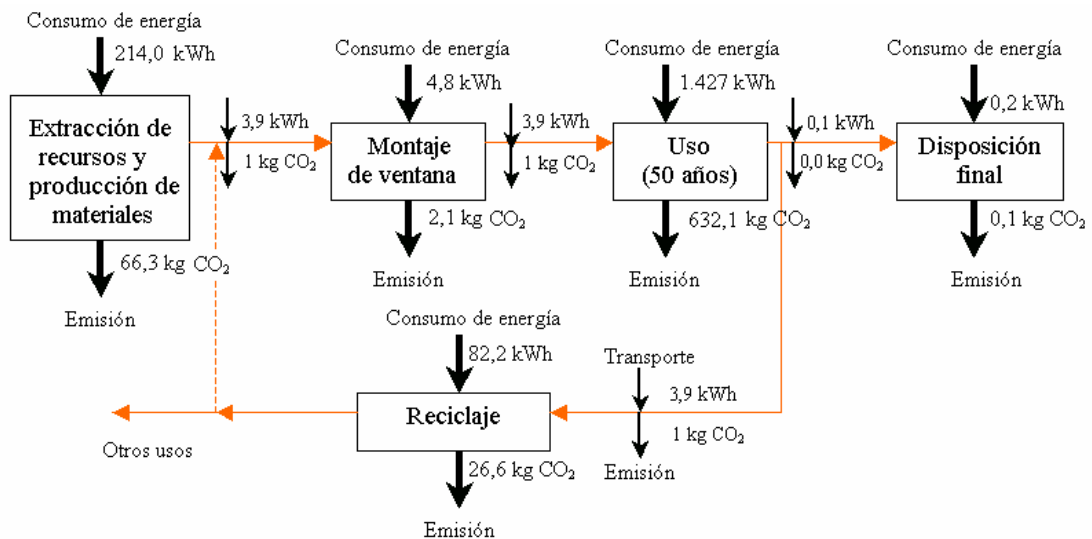 Consumo de energía
214,0 kWh
Extracción de
recursos y
producción de
materiales
66,3 kg CO₂
Emisión
3,9 kWh
1 kg CO₂
Consumo de energía
4,8 kWh
Montaje
de ventana
2,1 kg CO₂
Emisión
3,9 kWh
1 kg CO₂
Consumo de energía
1.427 kWh
Uso
(50 años)
632,1 kg CO₂
Emisión
0,1 kWh
0,0 kg CO₂
Consumo de energía
0,2 kWh
Disposición
final
0,1 kg CO₂
Emisión
Consumo de energía
82,2 kWh
Reciclaje
26,6 kg CO₂
Emisión
Transporte
3,9 kWh
1 kg CO₂
Emisión
Otros usos